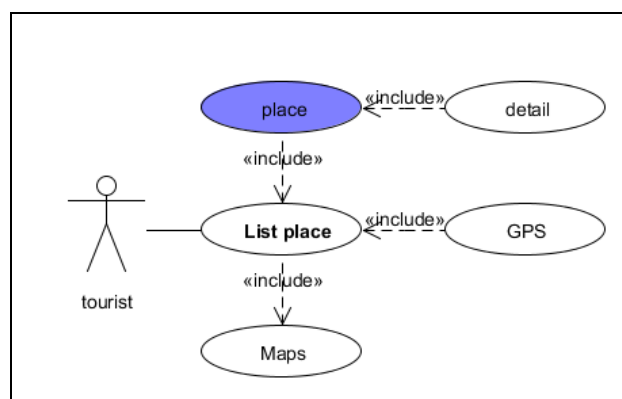 «include»
place
detail
«include»
«include»
List place
GPS
«include»
tourist
Maps